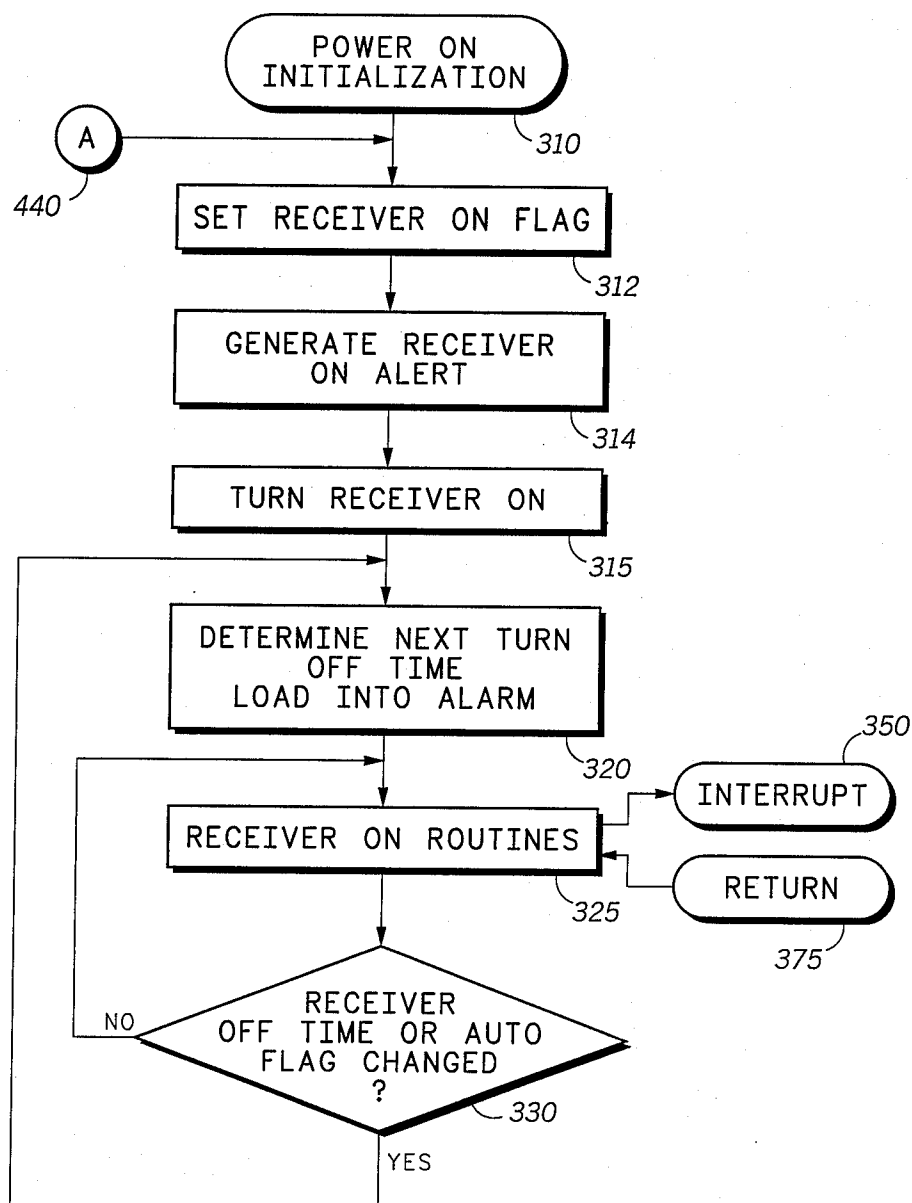 POWER ON
INITIALIZATION
310
A
440
SET RECEIVER ON FLAG
312
GENERATE RECEIVER
ON ALERT
314
TURN RECEIVER ON
315
DETERMINE NEXT TURN
OFF TIME
LOAD INTO ALARM
320
350
INTERRUPT
RECEIVER ON ROUTINES
325
RETURN
375
RECEIVER
OFF TIME OR AUTO
FLAG CHANGED
?
NO
330
YES